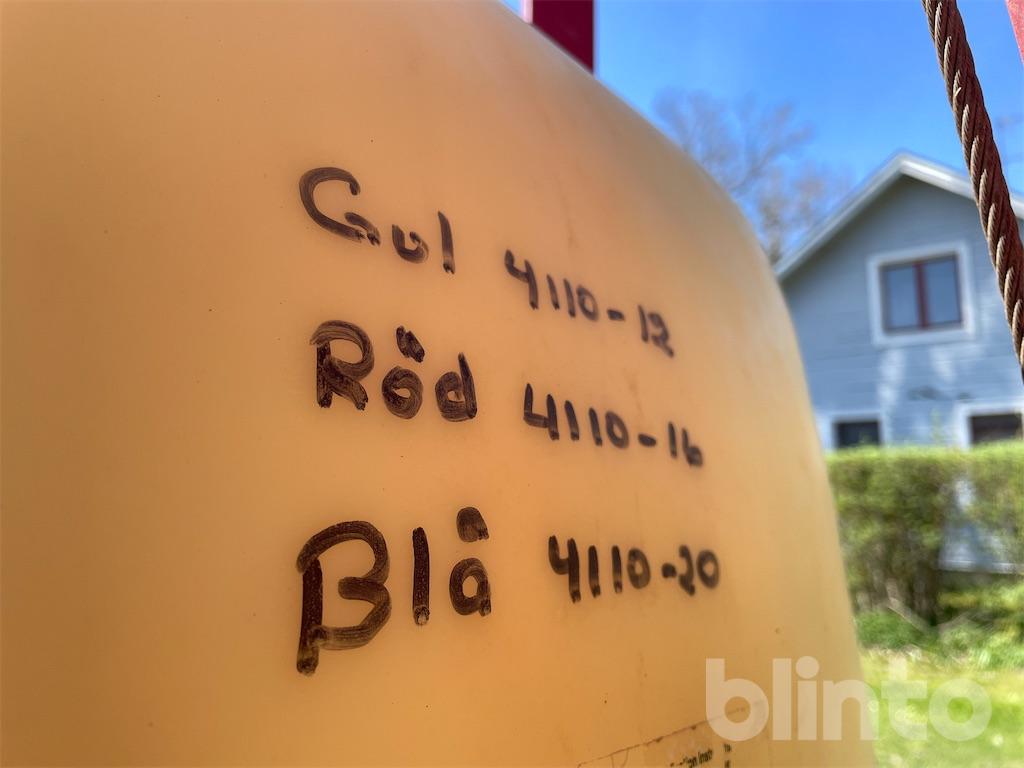 Gul 4110-12
Röd 4110-16
Blå 4110-20
blinto